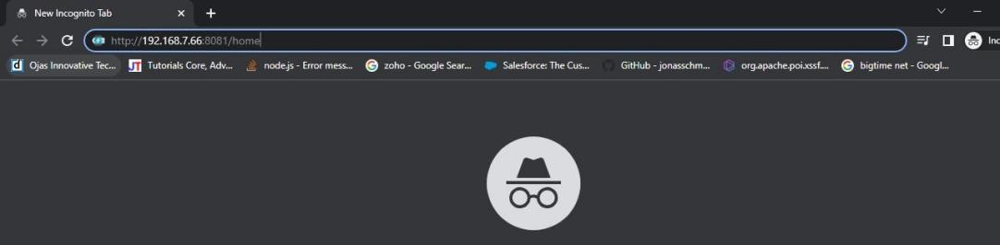 New Incognito Tab
http://192.168.7.66:8081/home
Inc
Ojas Innovative Tec... Tutorials Core, Adv... node.js - Error mess... zoho - Google Sear... Salesforce: The Cus... GitHub - jonasschm... org.apache.poi.xssf.... bigtime net - Googl...